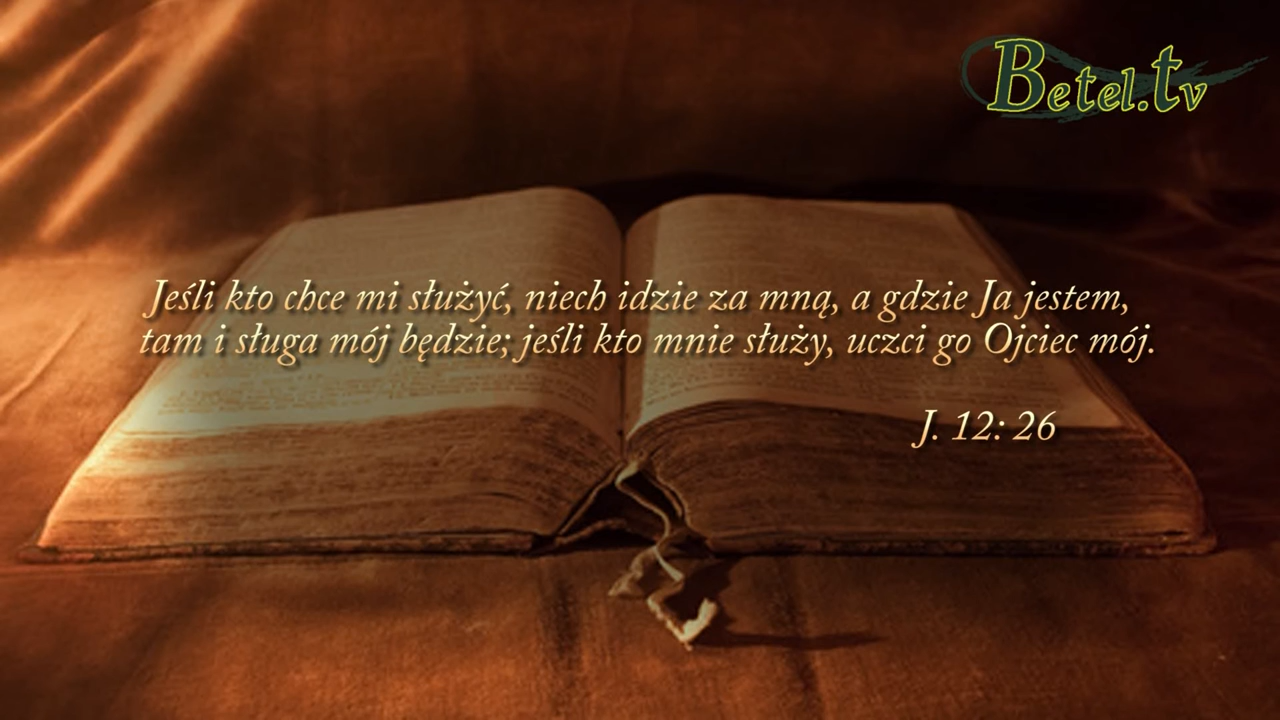 Betel.tv
Jeśli kto chce mi służyć, niech idzie za mną, a gdzie Ja jestem,
tam i sługa mój będzie; jeśli kto mnie służy, uczci go Ojciec mój.
J. 12: 26